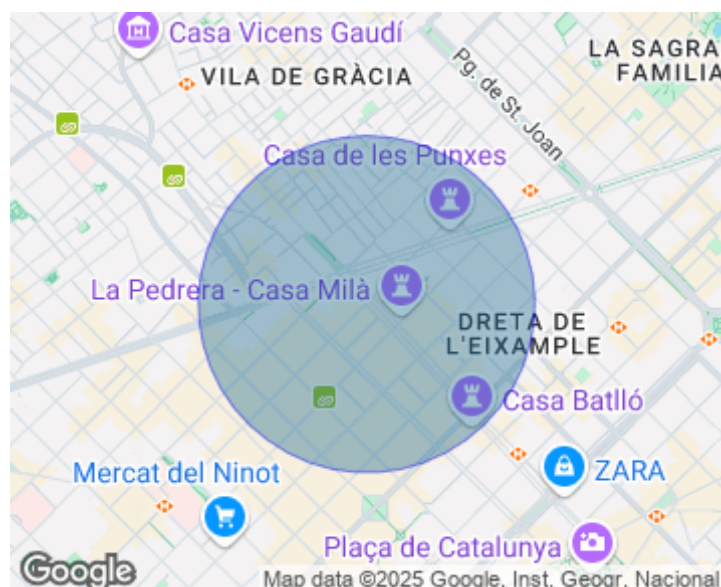 Casa Vicens Gaudí
LA SAGRA
FAMILIA
VILA DE GRÀCIA
Pg. de St. Joan
Casa de les Punxes
La Pedrera - Casa Milà
DRETA DE
L'EIXAMPLE
Casa Batlló
Mercat del Ninot
ZARA
Plaça de Catalunya
Google
Map data ©2025 Google, Inst. Geogr. Nacional